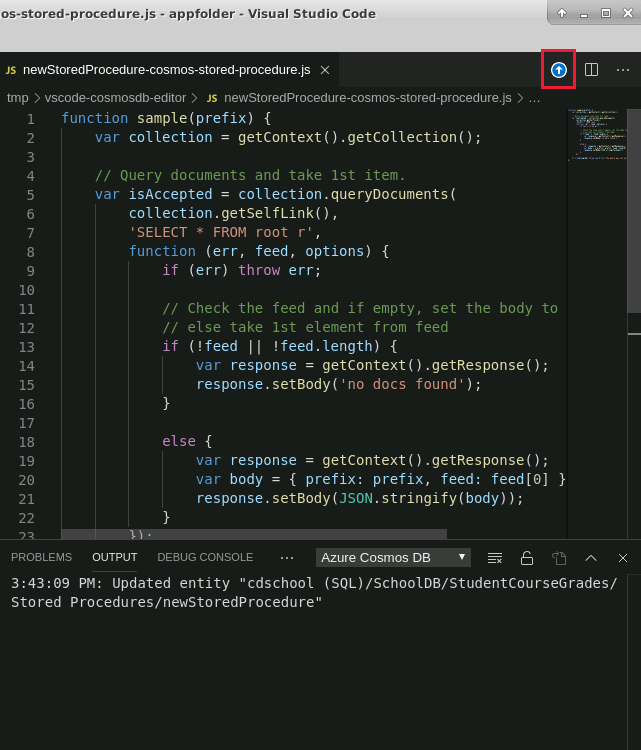 os-stored-procedure.js - appfolder - Visual Studio Code
JS newStoredProcedure-cosmos-stored-procedure.js
tmp > vscode-cosmosdb-editor > JS newStoredProcedure-cosmos-stored-procedure.js > ...
1 function sample(prefix) {
2 var collection = getContext().getCollection();
3
4 // Query documents and take 1st item.
5 var isAccepted = collection.queryDocuments(
6 collection.getSelfLink(),
7 'SELECT * FROM root r',
8 function (err, feed, options) {
9 if (err) throw err;
10
11 // Check the feed and if empty, set the body to
12 // else take 1st element from feed
13 if (!feed || !feed.length) {
14 var response = getContext().getResponse();
15 response.setBody('no docs found');
16 }
17
18 else {
19 var response = getContext().getResponse();
20 var body = { prefix: prefix, feed: feed[0] }
21 response.setBody(JSON.stringify(body));
22 }
23 });
PROBLEMS OUTPUT DEBUG CONSOLE ... Azure Cosmos DB
3:43:09 PM: Updated entity "cdschool (SQL)/SchoolDB/StudentCourseGrades/
Stored Procedures/newStoredProcedure"